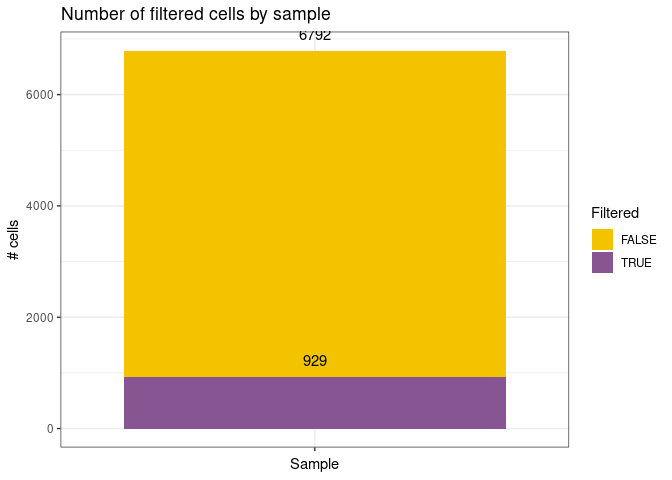 Number of filtered cells by sample
6792
6000
4000
2000
0
929
# cells
Sample
Filtered
FALSE
TRUE